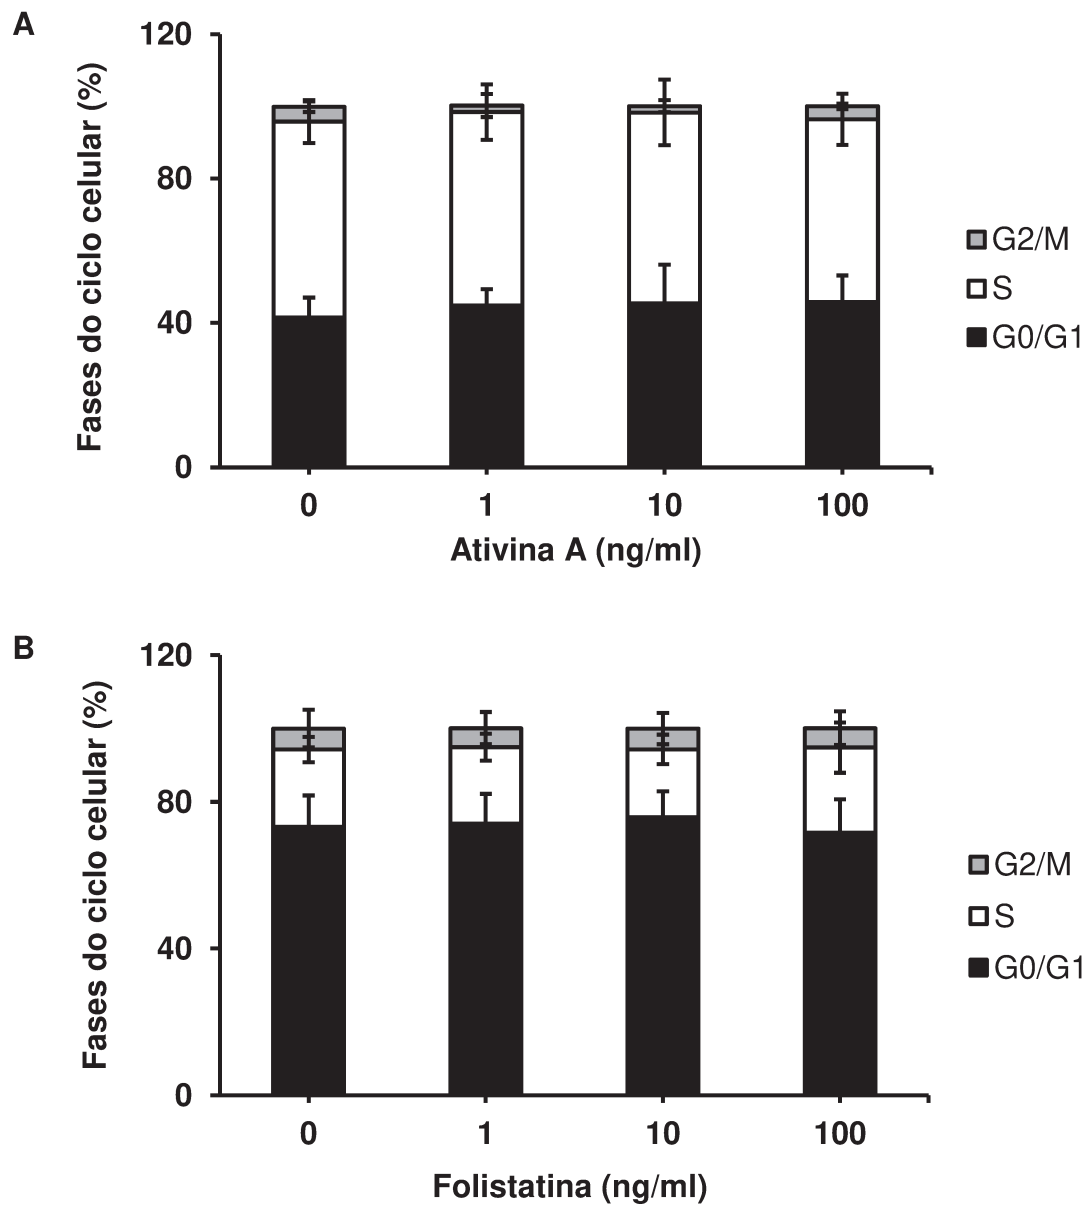 A
Fases do ciclo celular (%)
120
80
40
0
0 1 10 100
Ativina A (ng/ml)
G2/M
S
G0/G1
B
Fases do ciclo celular (%)
120
80
40
0
0 1 10 100
Folistatina (ng/ml)
G2/M
S
G0/G1